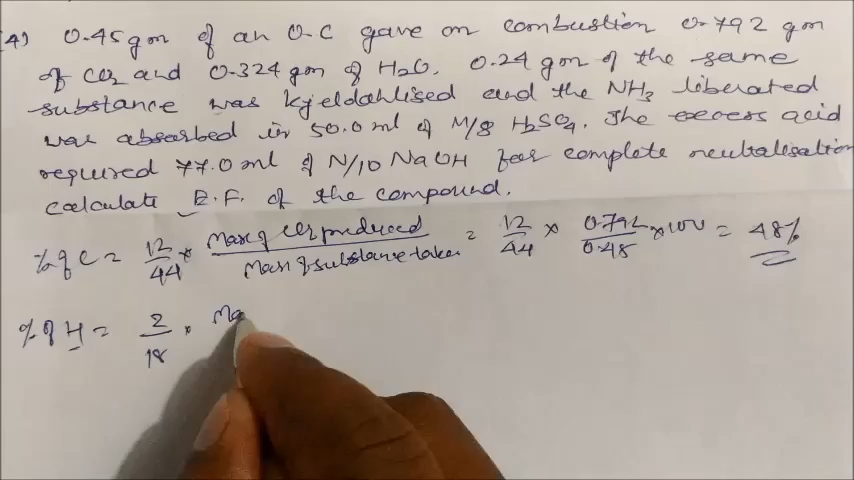 (4) 0.45gm of an O-C gave on combustion 0.792 gm
of CO2 and 0.324 gm of H2O. 0.24 gm of the same
substance was Kjeldahlised and the NH3 liberated
was absorbed in 50.0 ml of M/8 H2SO4. The excess acid
required 77.0 ml of N/10 NaOH for complete neutralisation
calculate E.F. of the compound.
% of C = 12/44 × Mass of CO2 produced/Mass of substance taken = 12/44 × 0.792/0.45 × 100 = 48%
% of H = 2/18 × Ma